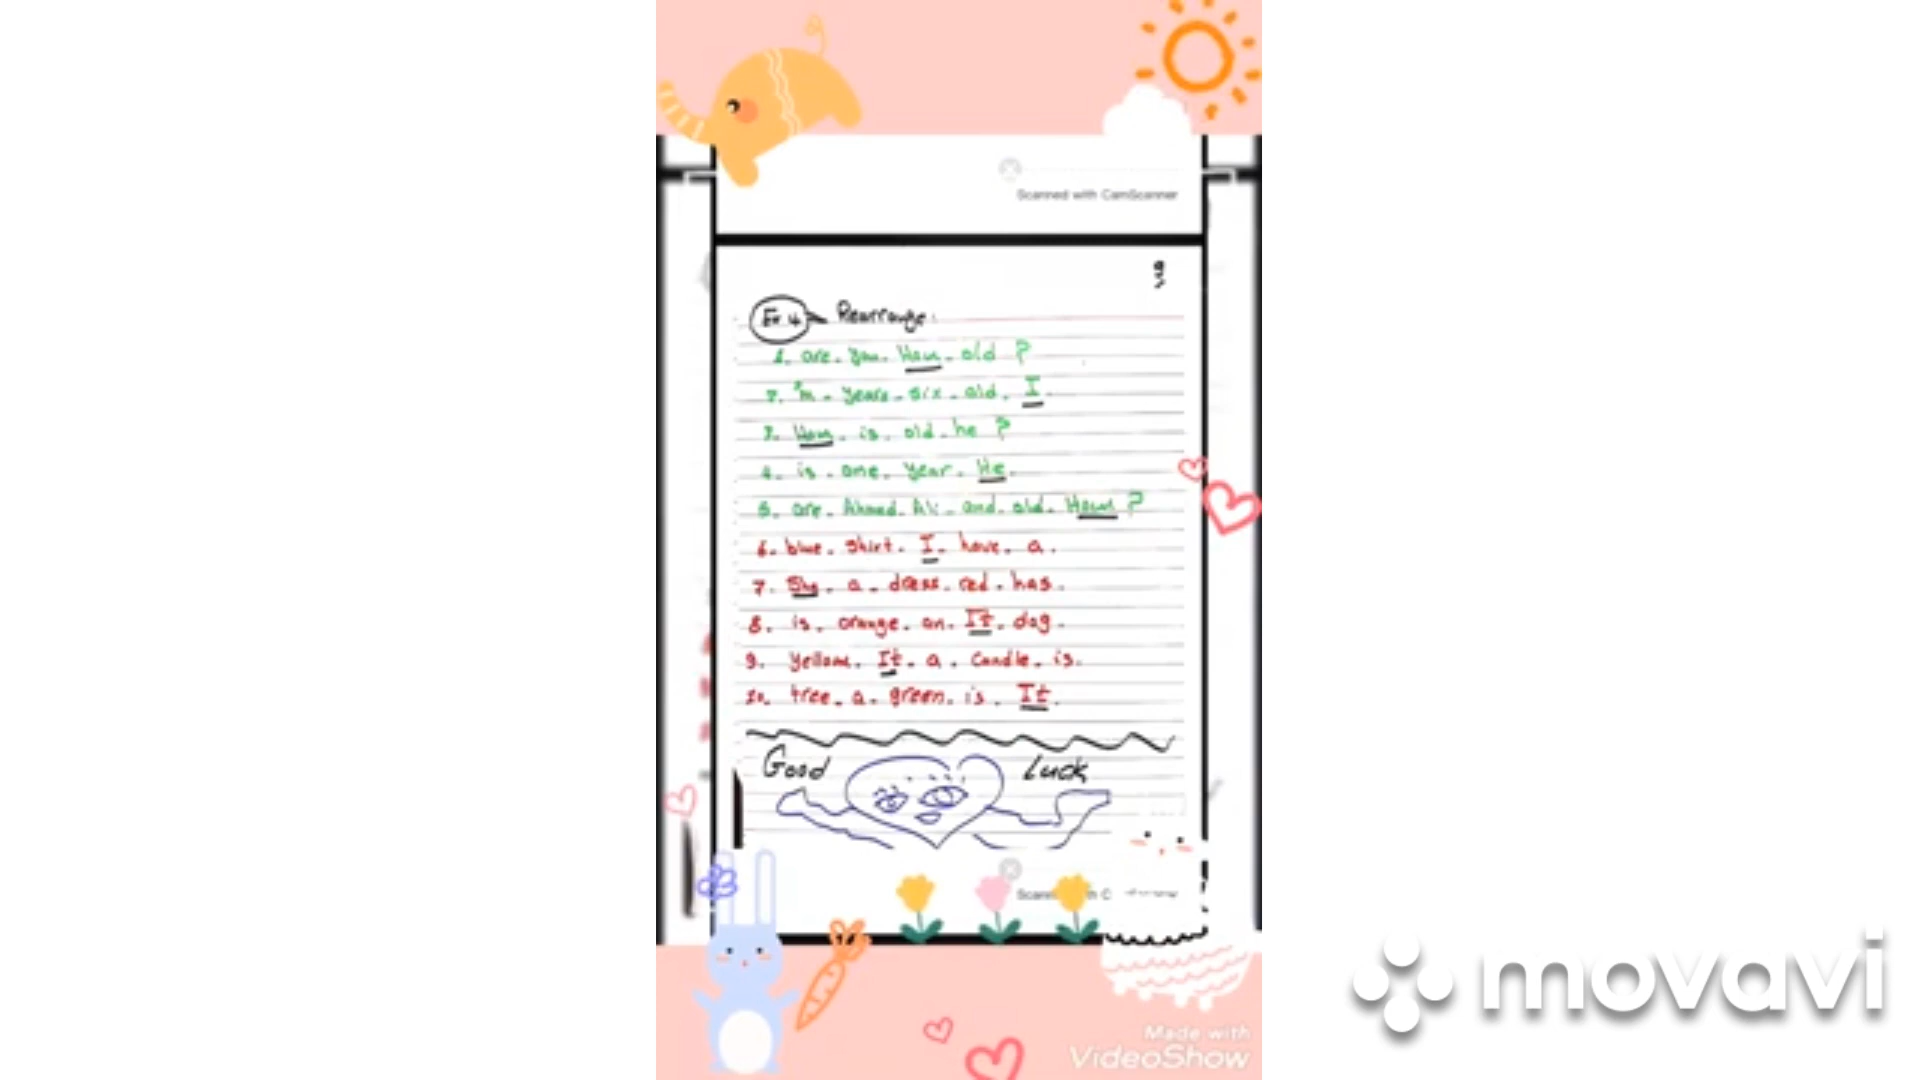 Scanned with CamScanner
Ex 4 Rearrange:
1. are - you - How - old ?
2. 'm - years - six - old - I.
3. How - is - old - he ?
4. is - one - year - He.
5. are - Ahmed - Ali - and - old - How ?
6. blue - shirt - I - have - a.
7. She - a - dress - red - has.
8. is - orange - an - It - dog.
9. yellow - It - a - candle - is.
10. tree - a - green - is - It.
Good Luck
Made with
VideoShow
movavi